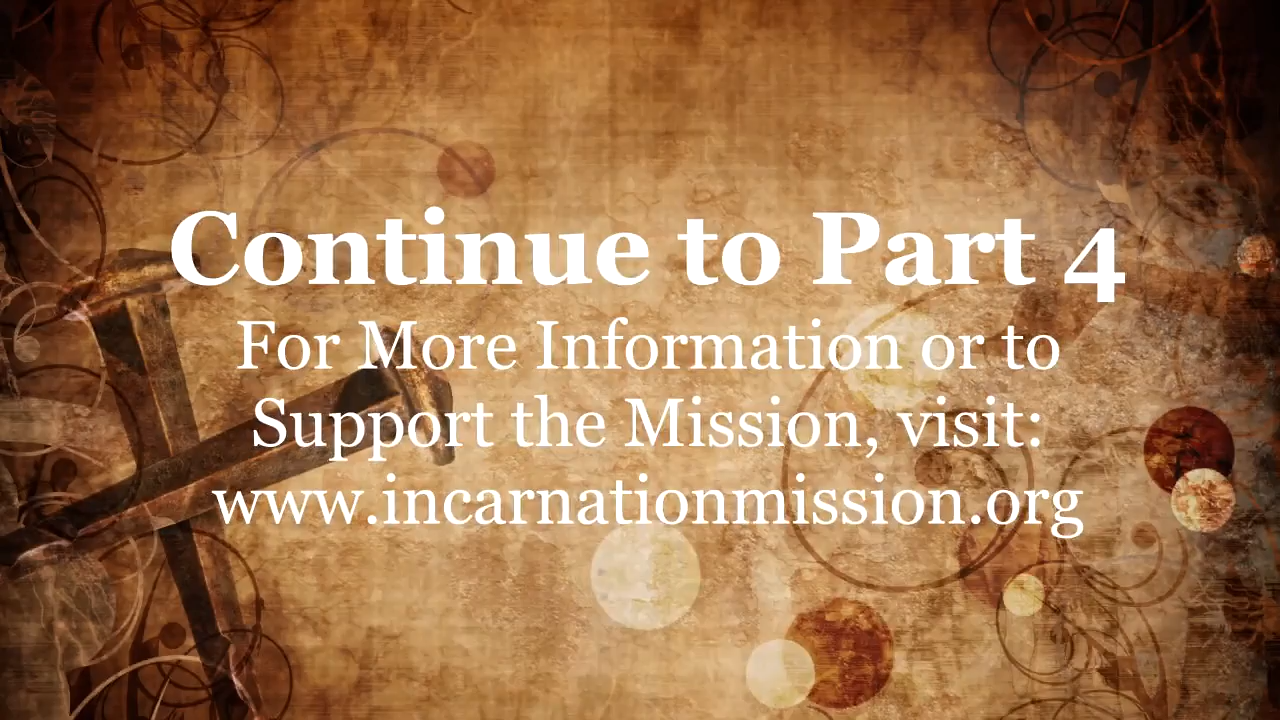 Continue to Part 4
For More Information or to
Support the Mission, visit:
www.incarnationmission.org